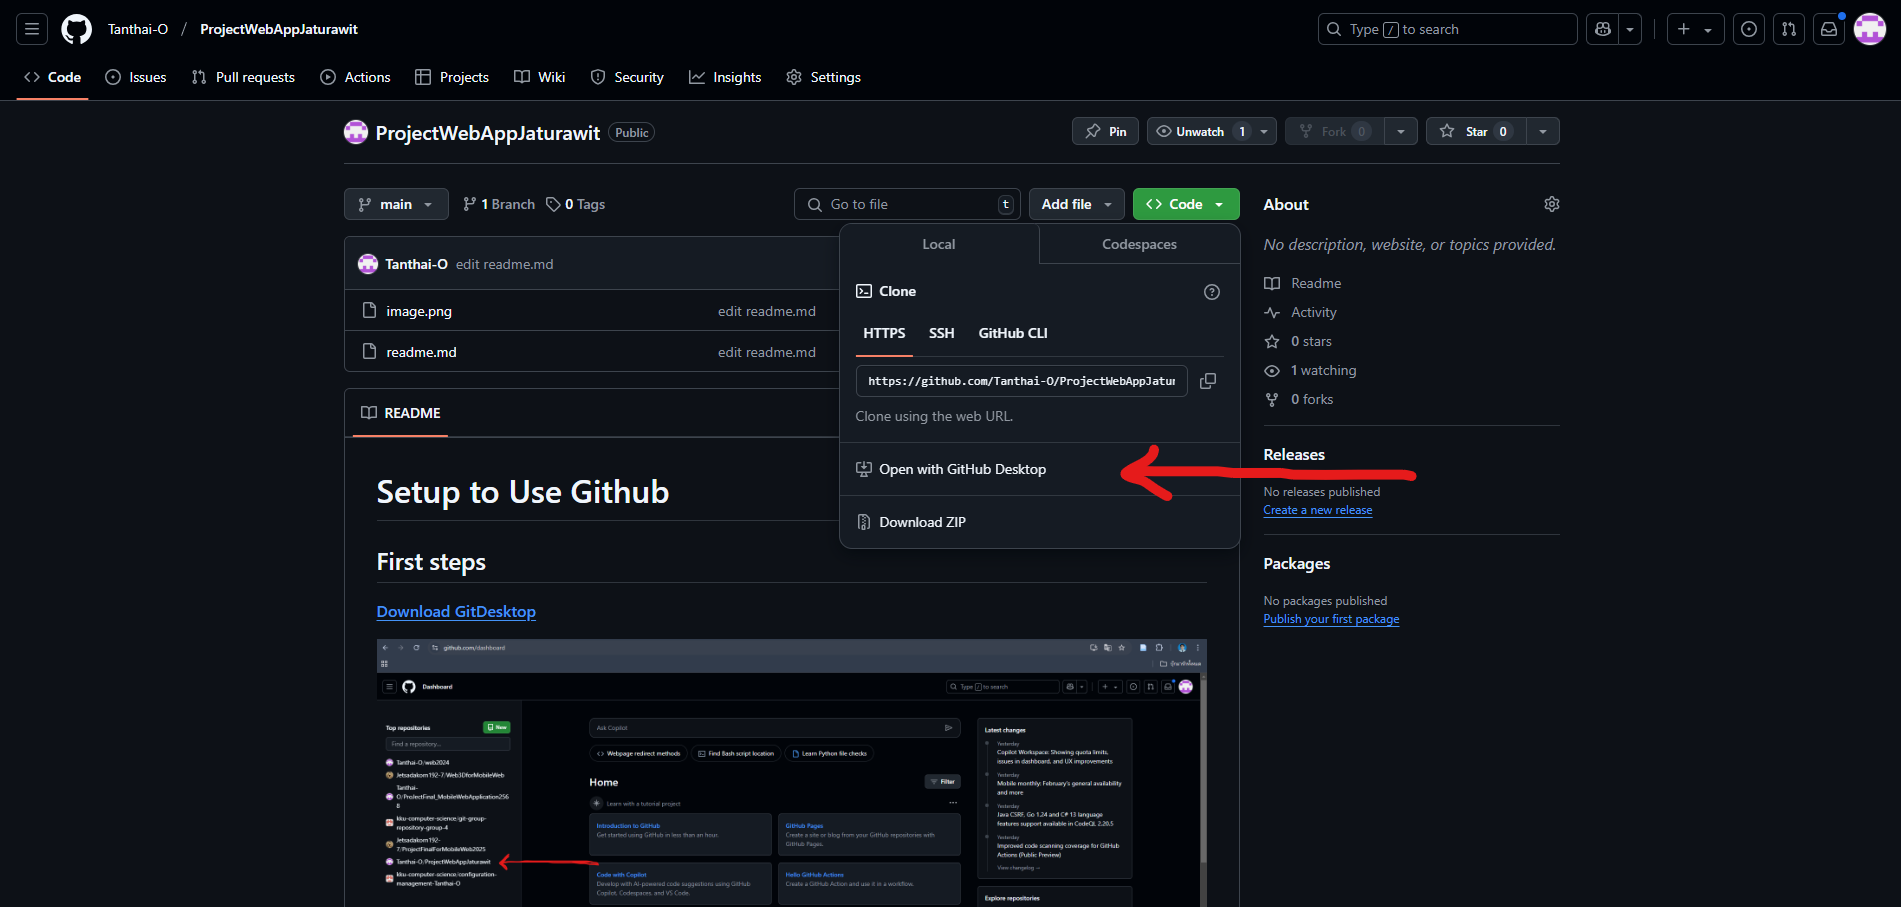 Tanthai-O / ProjectWebAppJaturawit
Type / to search
Code Issues Pull requests Actions Projects Wiki Security Insights Settings
ProjectWebAppJaturawit Public
Pin Unwatch 1 Fork 0 Star 0
main 1 Branch 0 Tags
Go to file t Add file Code
Tanthai-O edit readme.md
image.png edit readme.md
readme.md edit readme.md
README
Setup to Use Github
First steps
Download GitDesktop
Local Codespaces
Clone
HTTPS SSH GitHub CLI
https://github.com/Tanthai-O/ProjectWebAppJatur
Clone using the web URL.
Open with GitHub Desktop
Download ZIP
About
No description, website, or topics provided.
Readme
Activity
0 stars
1 watching
0 forks
Releases
No releases published
Create a new release
Packages
No packages published
Publish your first package
github.com/dashboard
Dashboard
Type / to search
Top repositories New
Find a repository...
Tanthai-O/web2024
Jetsadakorn192-7/Web3DforMobileWeb
Tanthai-
O/ProjectFinal_MobileWebApplication256
8
kku-computer-science/git-group-
repository-group-4
Jetsadakorn192-
7/ProjectFinalForMobileWeb2025
Tanthai-O/ProjectWebAppJaturawit
kku-computer-science/configuration-
management-Tanthai-O
Ask Copilot
Webpage redirect methods Find Bash script location Learn Python file checks
Home Filter
Learn with a tutorial project
Introduction to GitHub
Get started using GitHub in less than an hour.
GitHub Pages
Create a site or blog from your GitHub repositories with
GitHub Pages.
Code with Copilot
Develop with AI-powered code suggestions using GitHub
Copilot, Codespaces, and VS Code.
Hello GitHub Actions
Create a GitHub Action and use it in a workflow.
Latest changes
Yesterday
Copilot Workspace: Showing quota limits,
issues in dashboard, and UX improvements
Yesterday
Mobile monthly: February's general availability
and more
Yesterday
Java CSRF, Go 1.24 and C# 13 language
features support available in CodeQL 2.20.5
Yesterday
Improved code scanning coverage for GitHub
Actions (Public Preview)
View changelog →
Explore repositories